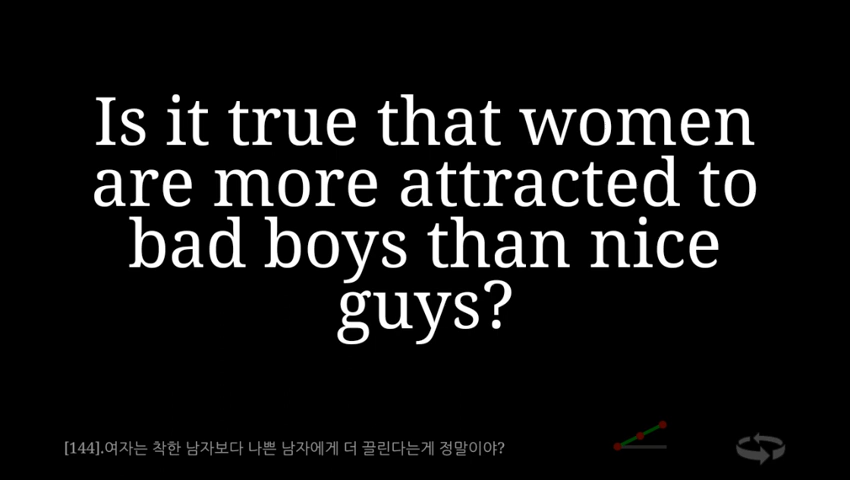 Is it true that women
are more attracted to
bad boys than nice
guys?
[144].여자는 착한 남자보다 나쁜 남자에게 더 끌린다는게 정말이야?